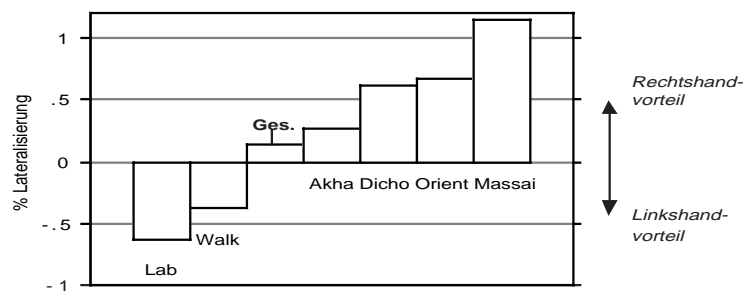 1
.5
0
-.5
-1
% Lateralisierung
Ges.
Akha Dicho Orient Massai
Walk
Lab
Rechtshand-
vorteil
Linkshand-
vorteil